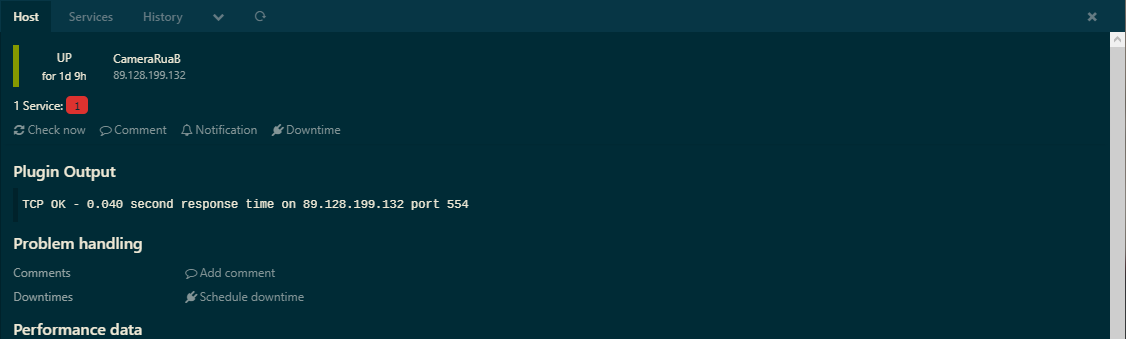 Host Services History
UP CameraRuaB
for 1d 9h 89.128.199.132
1 Service: 1
Check now Comment Notification Downtime
Plugin Output
TCP OK - 0.040 second response time on 89.128.199.132 port 554
Problem handling
Comments Add comment
Downtimes Schedule downtime
Performance data